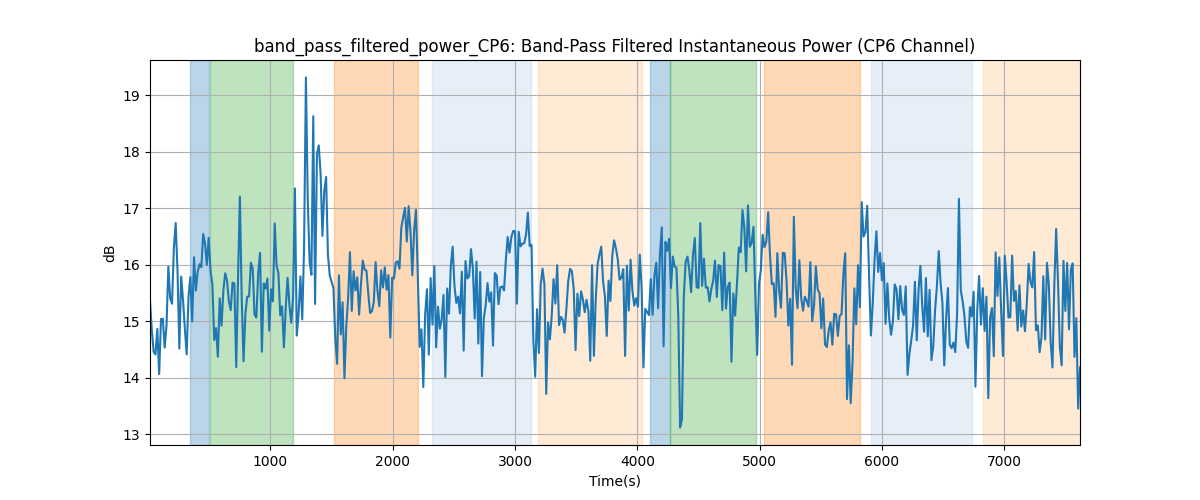 band_pass_filtered_power_CP6: Band-Pass Filtered Instantaneous Power (CP6 Channel)
19
18
17
16
15
14
13
dB
1000 2000 3000 4000 5000 6000 7000
Time(s)